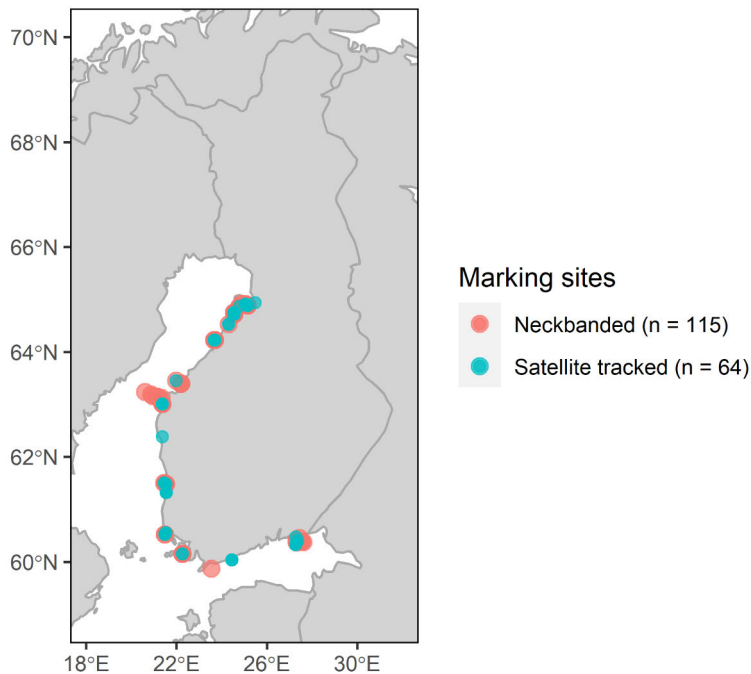 70°N
68°N
66°N
64°N
62°N
60°N
18°E
22°E
26°E
30°E
Marking sites
Neckbanded (n = 115)
Satellite tracked (n = 64)